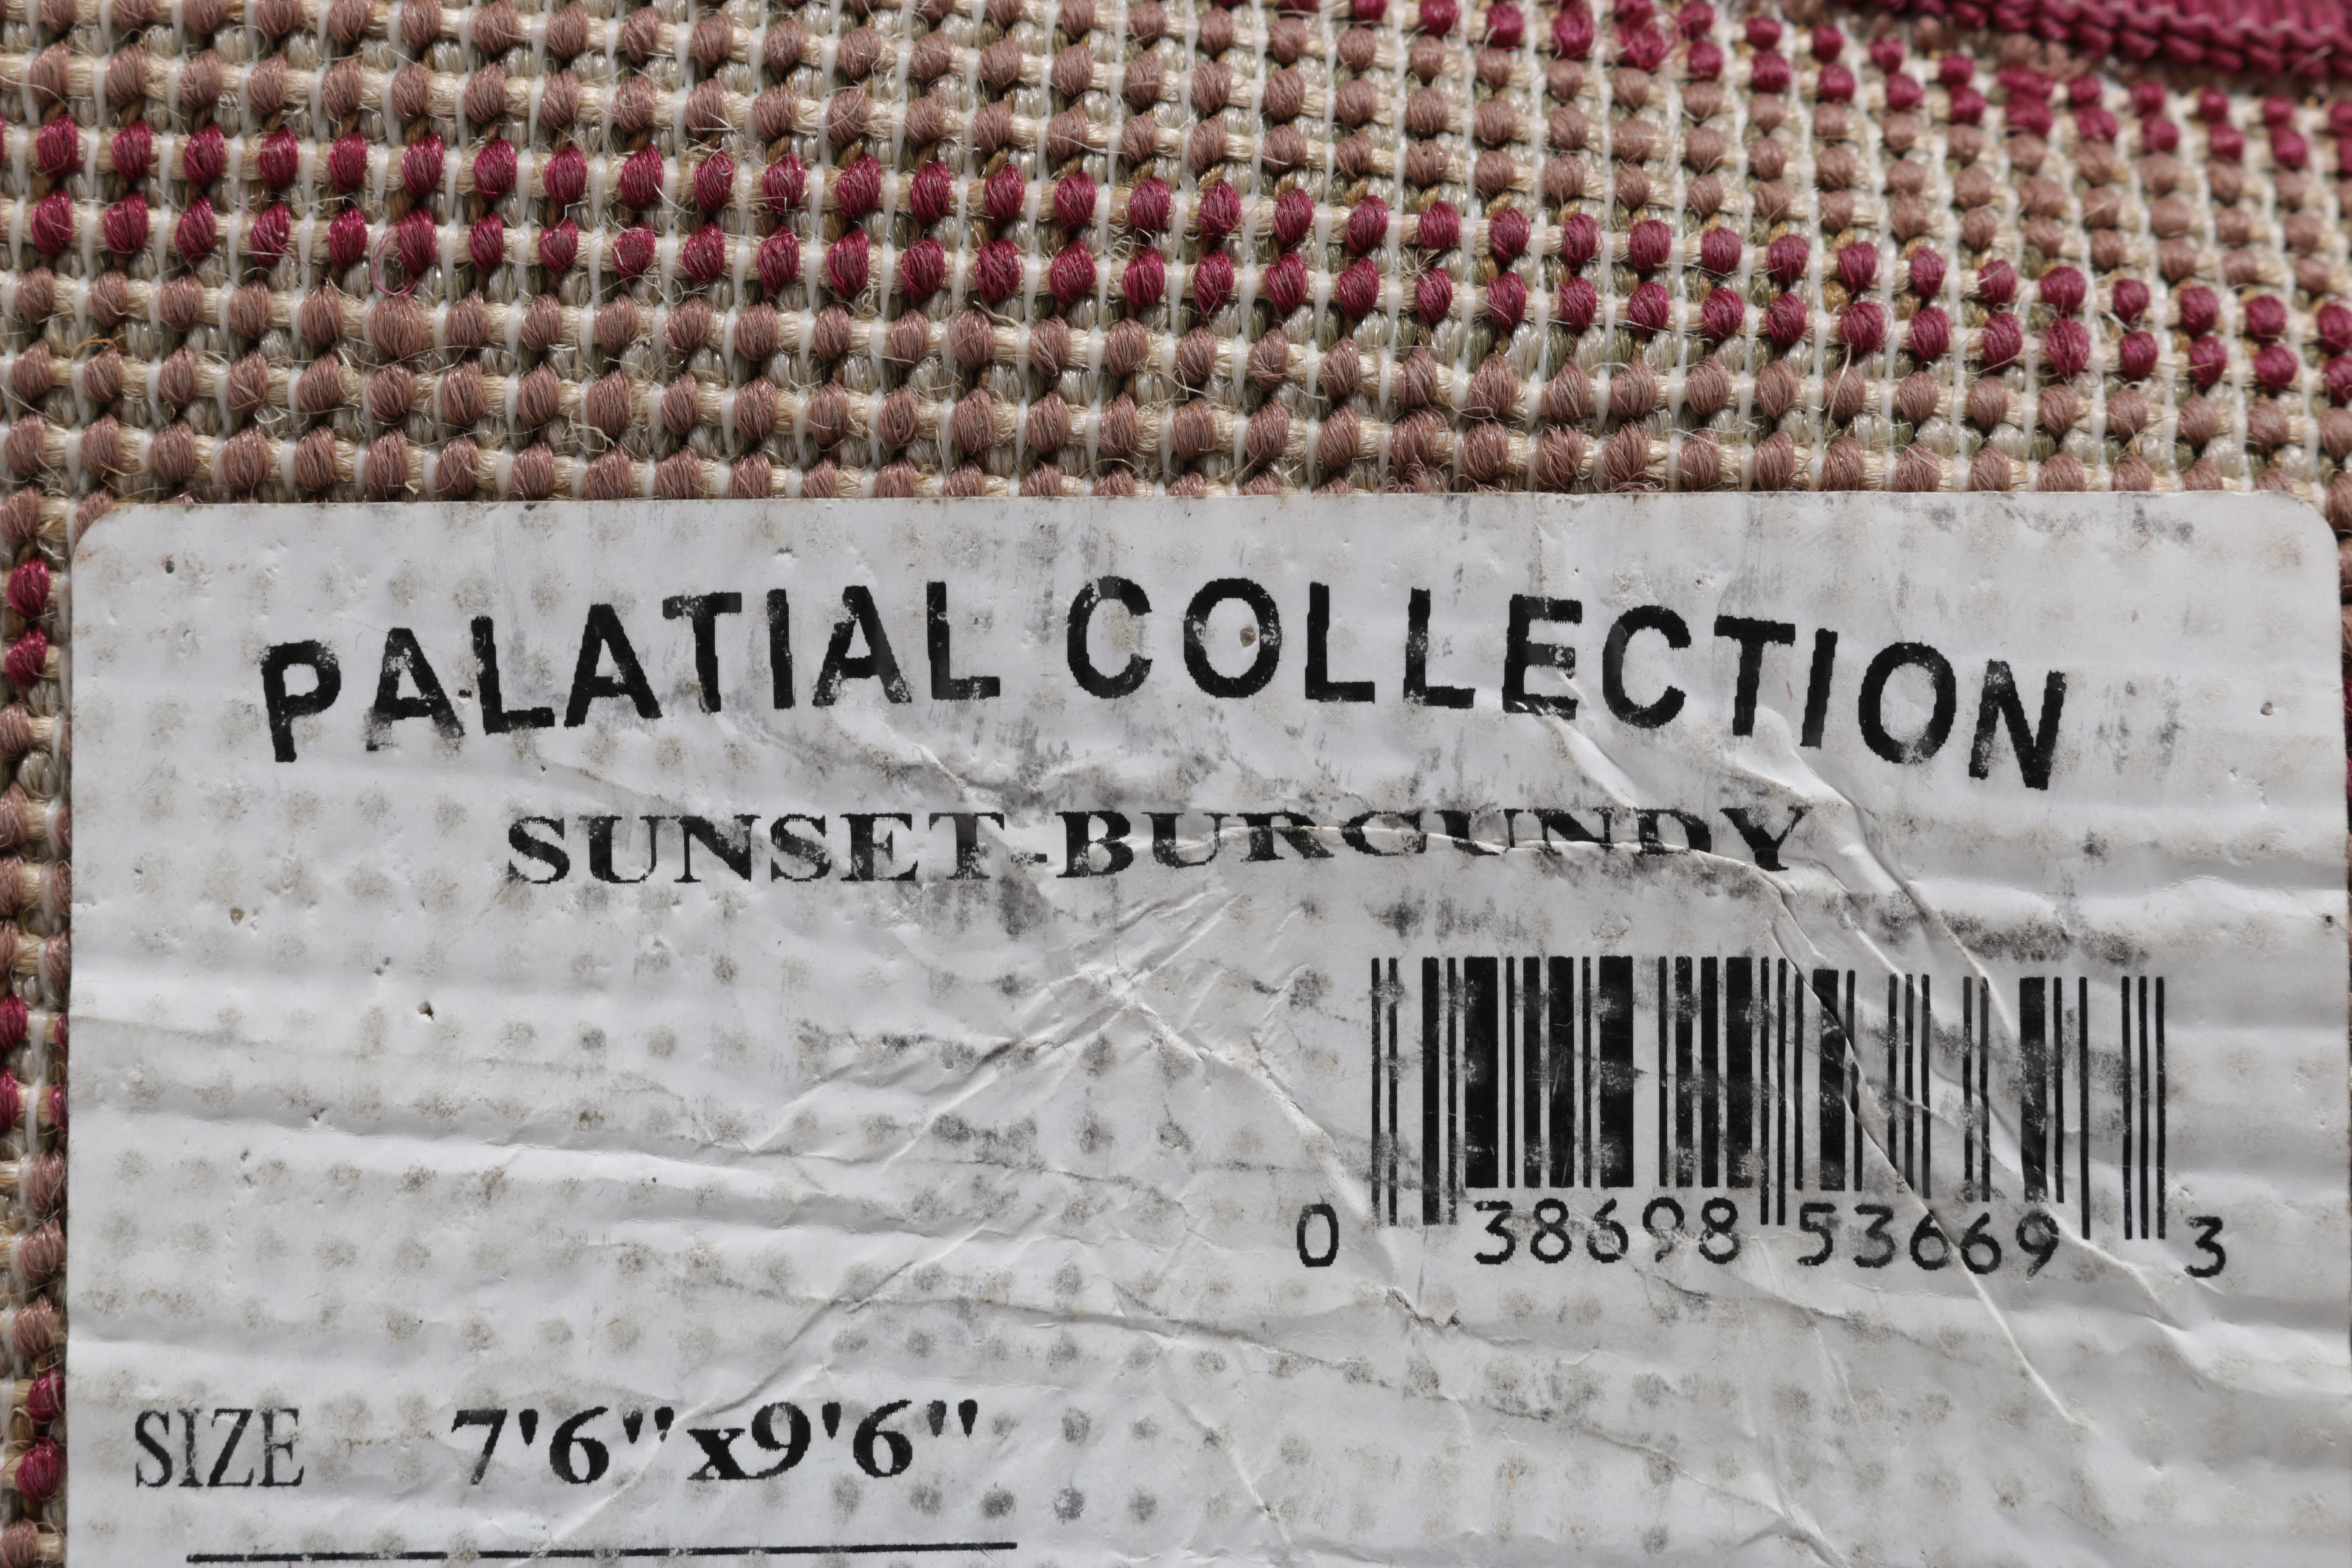 PALATIAL COLLECTION
SUNSET-BURGUNDY
0 38698 53669 3
SIZE 7'6"x9'6"